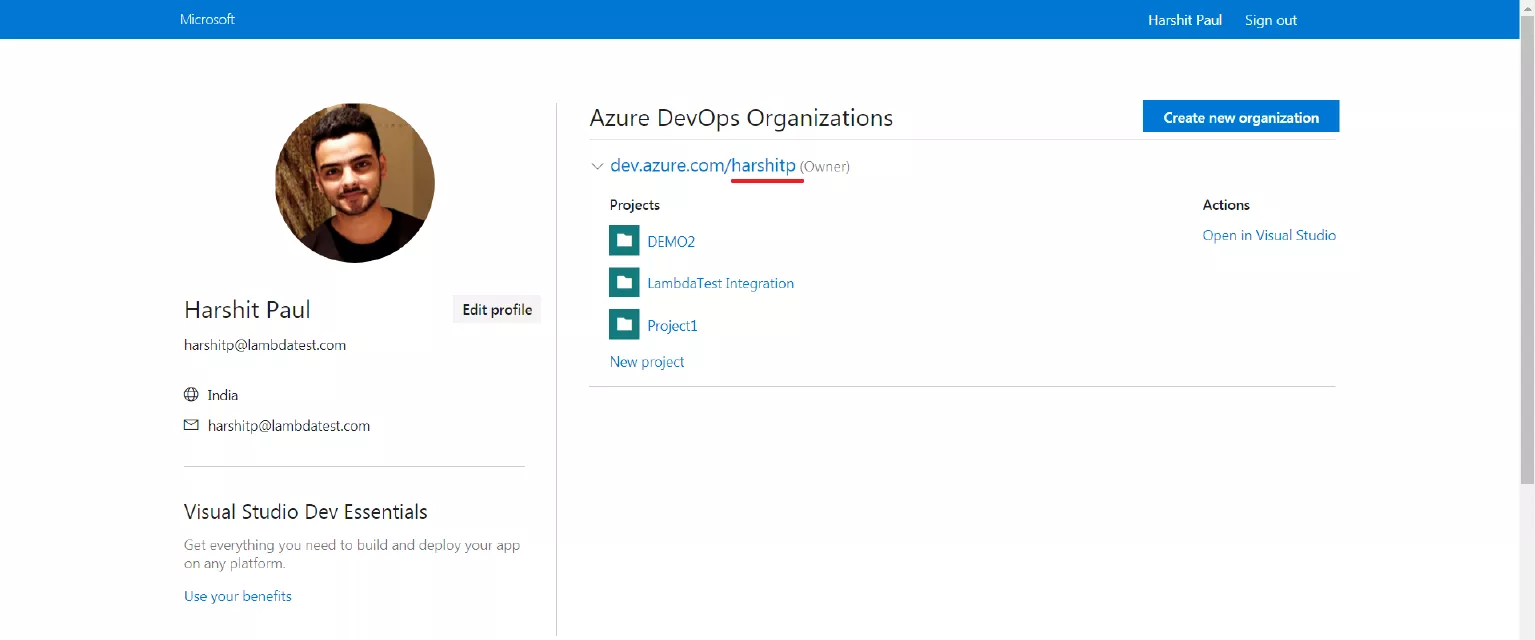 Microsoft
Harshit Paul
Sign out
Harshit Paul
Edit profile
harshitp@lambdatest.com
India
harshitp@lambdatest.com
Visual Studio Dev Essentials
Get everything you need to build and deploy your app
on any platform.
Use your benefits
Azure DevOps Organizations
Create new organization
dev.azure.com/harshitp (Owner)
Projects
DEMO2
LambdaTest Integration
Project1
New project
Actions
Open in Visual Studio